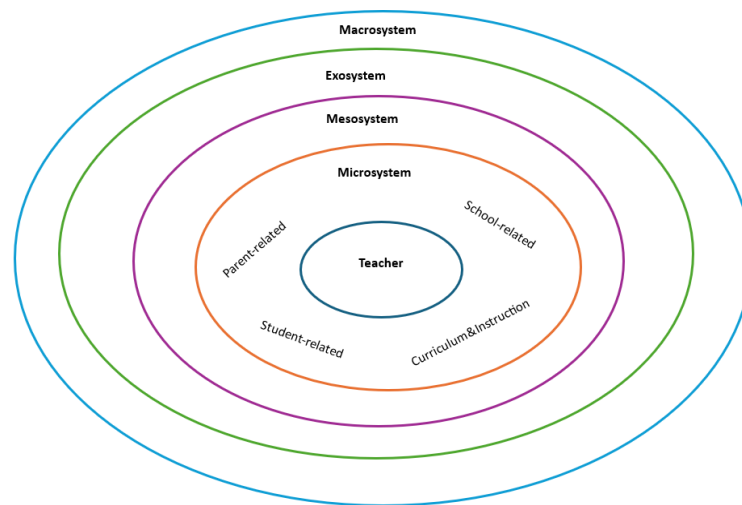 Macrosystem
Exosystem
Mesosystem
Microsystem
Parent-related
School-related
Teacher
Student-related
Curriculum&Instruction